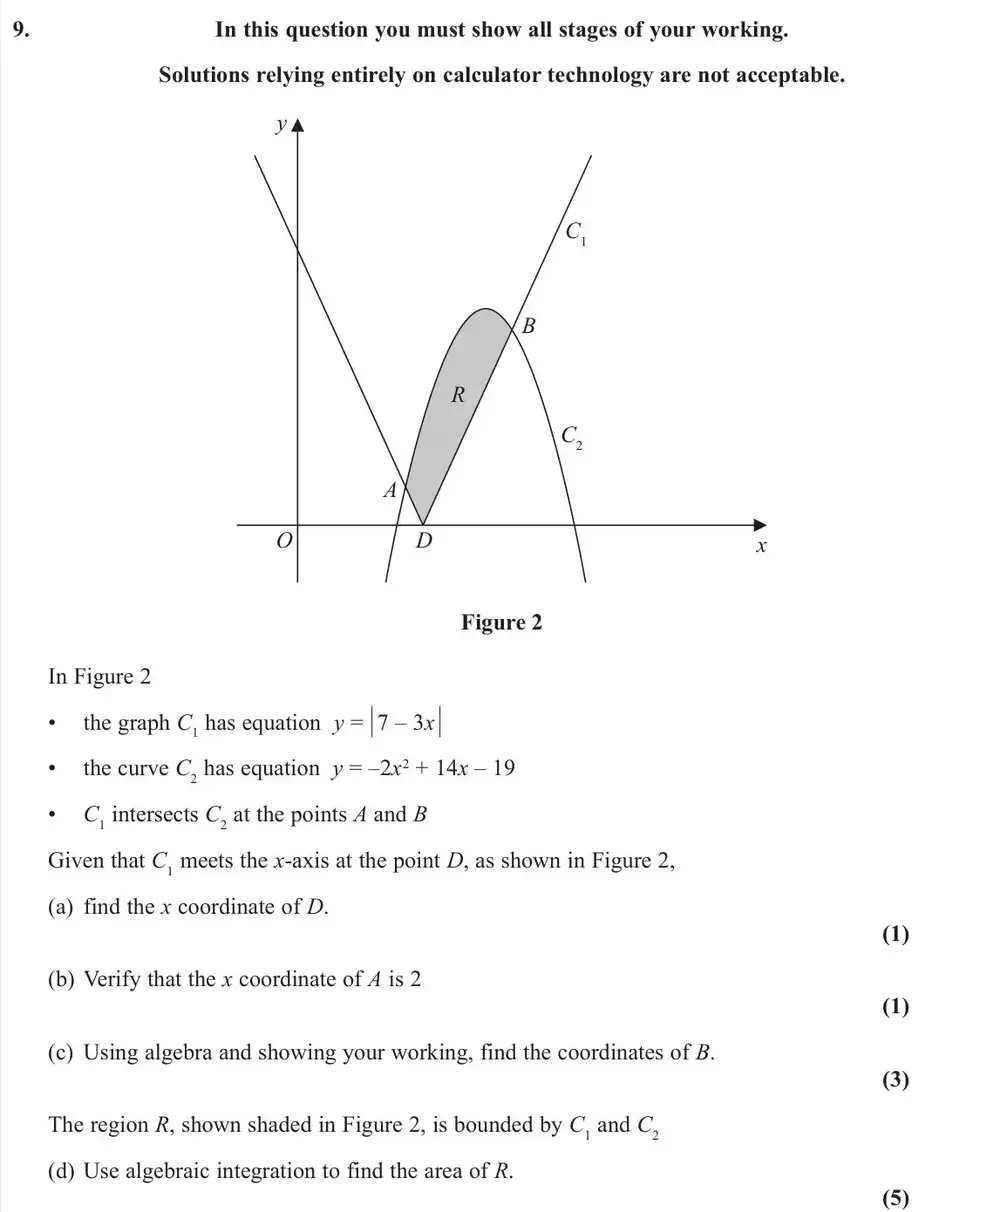 9.
In this question you must show all stages of your working.
Solutions relying entirely on calculator technology are not acceptable.
y
C₁
B
R
C₂
A
O
D
x
Figure 2
In Figure 2
• the graph C₁ has equation y = |7 – 3x|
• the curve C₂ has equation y = –2x² + 14x – 19
• C₁ intersects C₂ at the points A and B
Given that C₁ meets the x-axis at the point D, as shown in Figure 2,
(a) find the x coordinate of D.
(1)
(b) Verify that the x coordinate of A is 2
(1)
(c) Using algebra and showing your working, find the coordinates of B.
(3)
The region R, shown shaded in Figure 2, is bounded by C₁ and C₂
(d) Use algebraic integration to find the area of R.
(5)